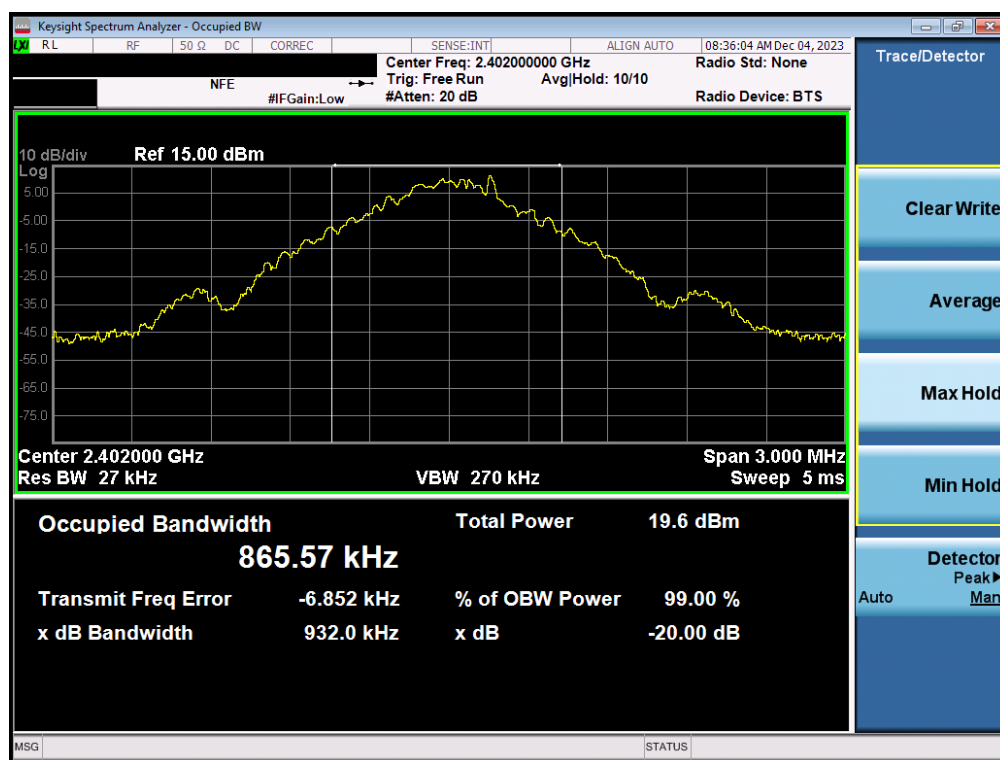 Keysight Spectrum Analyzer - Occupied BW
LXI RL RF 50 Ω DC CORREC SENSE:INT ALIGN AUTO 08:36:04 AM Dec 04, 2023
Center Freq: 2.402000000 GHz Radio Std: None
NFE Trig: Free Run Avg|Hold: 10/10
#IFGain:Low #Atten: 20 dB Radio Device: BTS
Trace/Detector
10 dB/div Ref 15.00 dBm
Log
5.00
-5.00
-15.0
-25.0
-35.0
-45.0
-55.0
-65.0
-75.0
Center 2.402000 GHz Span 3.000 MHz
Res BW 27 kHz VBW 270 kHz Sweep 5 ms
Occupied Bandwidth Total Power 19.6 dBm
865.57 kHz
Transmit Freq Error -6.852 kHz % of OBW Power 99.00 %
x dB Bandwidth 932.0 kHz x dB -20.00 dB
Clear Write
Average
Max Hold
Min Hold
Detector
Peak▶
Auto Man
MSG STATUS